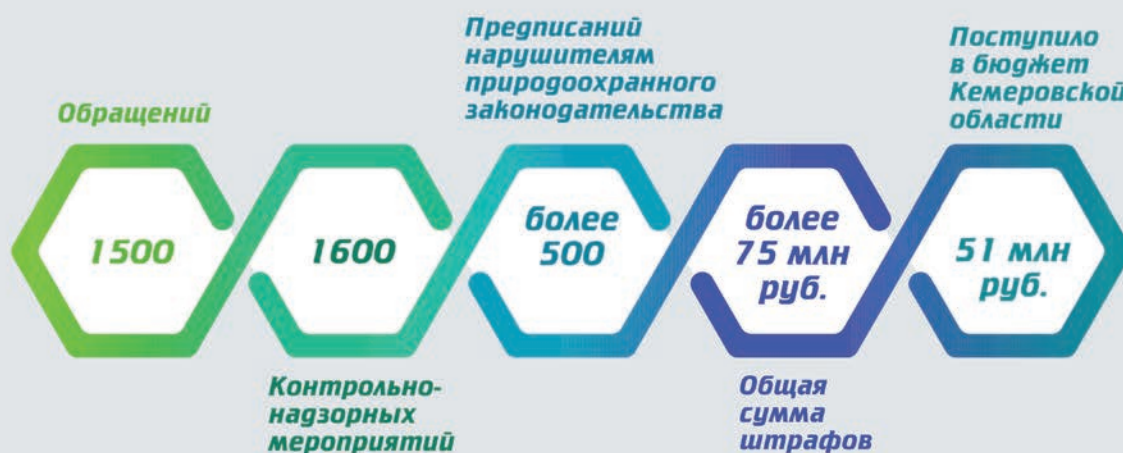 Обращений
1500
1600
Контрольно-
надзорных
мероприятий
Предписаний
нарушителям
природоохранного
законодательства
более
500
более
75 млн
руб.
Общая
сумма
штрафов
Поступило
в бюджет
Кемеровской
области
51 млн
руб.